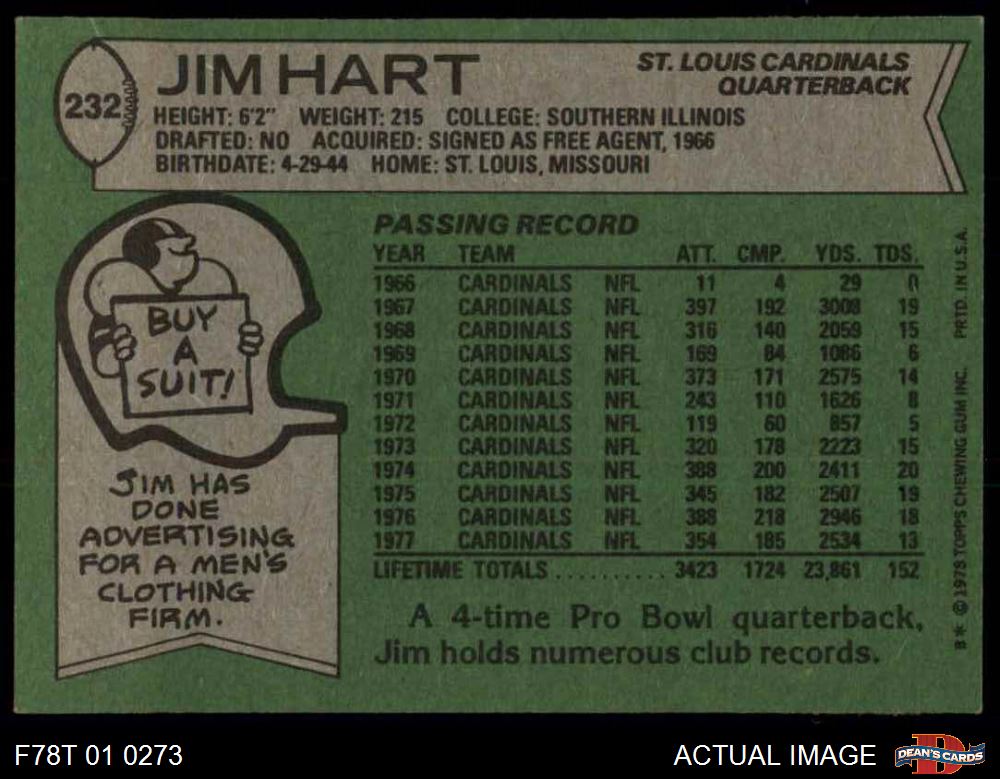 232
JIM HART
ST. LOUIS CARDINALS
QUARTERBACK
HEIGHT: 6'2" WEIGHT: 215 COLLEGE: SOUTHERN ILLINOIS
DRAFTED: NO ACQUIRED: SIGNED AS FREE AGENT, 1966
BIRTHDATE: 4-29-44 HOME: ST. LOUIS, MISSOURI
BUY
A
SUIT!
JIM HAS
DONE
ADVERTISING
FOR A MEN'S
CLOTHING
FIRM.
PASSING RECORD
YEAR TEAM ATT. CMP. YDS. TDS.
1966 CARDINALS NFL 11 4 29 0
1967 CARDINALS NFL 397 192 3008 19
1968 CARDINALS NFL 316 140 2059 15
1969 CARDINALS NFL 169 84 1086 6
1970 CARDINALS NFL 373 171 2575 14
1971 CARDINALS NFL 243 110 1626 8
1972 CARDINALS NFL 119 60 857 5
1973 CARDINALS NFL 320 178 2223 15
1974 CARDINALS NFL 388 200 2411 20
1975 CARDINALS NFL 345 182 2507 19
1976 CARDINALS NFL 388 218 2946 18
1977 CARDINALS NFL 354 185 2534 13
LIFETIME TOTALS .......... 3423 1724 23,861 152
A 4-time Pro Bowl quarterback,
Jim holds numerous club records.
B* © 1978 TOPPS CHEWING GUM INC. PRTD. IN U.S.A.
F78T 01 0273
ACTUAL IMAGE
D
DEAN'S CARDS